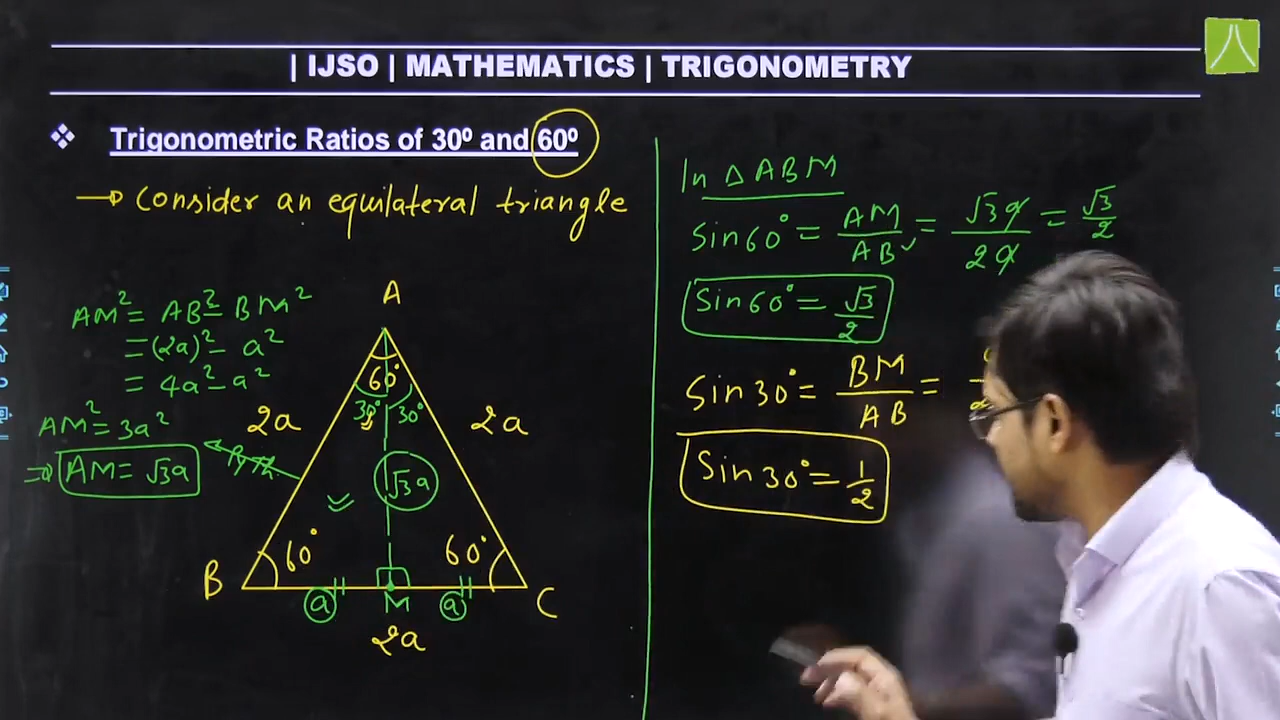 | IJSO | MATHEMATICS | TRIGONOMETRY
❖ Trigonometric Ratios of 30º and 60º
→ Consider an equilateral triangle
AM² = AB² - BM²
= (2a)² - a²
= 4a² - a²
AM² = 3a²
⇒ AM = √3a
A
60°
30° 30°
2a
2a
√3a
60°
60°
B
a
M
a
C
2a
In △ ABM
Sin60° = AM/AB = √3a/2a = √3/2
Sin60° = √3/2
Sin30° = BM/AB =
Sin30° = 1/2